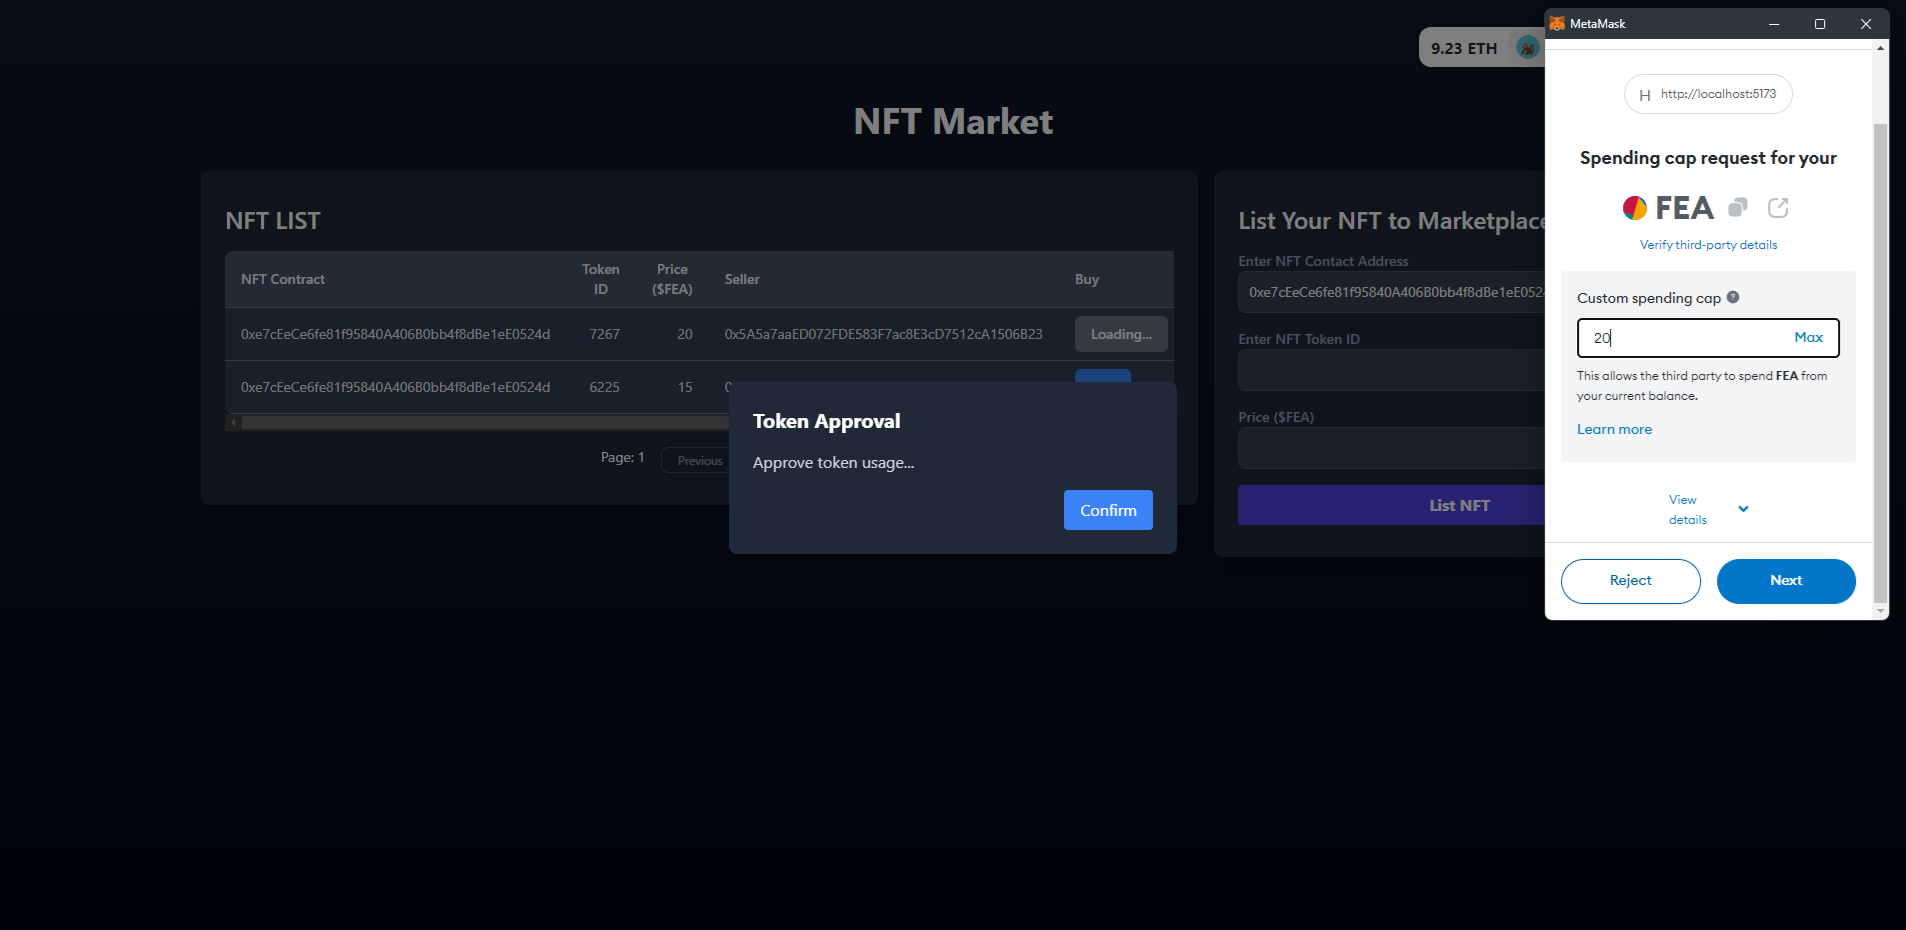 MetaMask
9.23 ETH
H http://localhost:5173
NFT Market
Spending cap request for your
FEA
Verify third-party details
NFT LIST
NFT Contract Token ID Price ($FEA) Seller Buy
0xe7cEeCe6fe81f95840A406B0bb4f8dBe1eE0524d 7267 20 0x5A5a7aaED072FDE583F7ac8E3cD7512cA1506B23 Loading...
0xe7cEeCe6fe81f95840A406B0bb4f8dBe1eE0524d 6225 15
Page: 1 Previous
Token Approval
Approve token usage...
Confirm
List Your NFT to Marketplace
Enter NFT Contact Address
0xe7cEeCe6fe81f95840A406B0bb4f8dBe1eE0524
Enter NFT Token ID
Price ($FEA)
List NFT
Custom spending cap ?
20 Max
This allows the third party to spend FEA from
your current balance.
Learn more
View
details
Reject Next